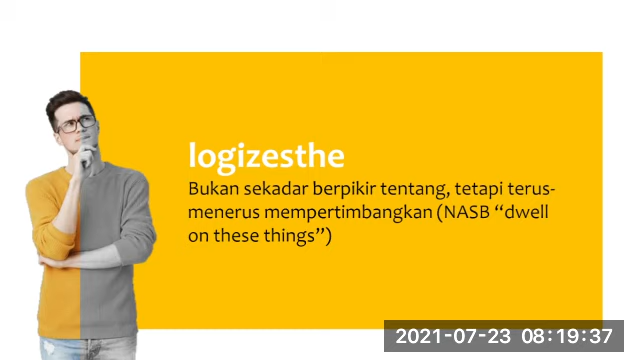 logizesthe
Bukan sekadar berpikir tentang, tetapi terus-
menerus mempertimbangkan (NASB “dwell
on these things”)
2021-07-23 08:19:37